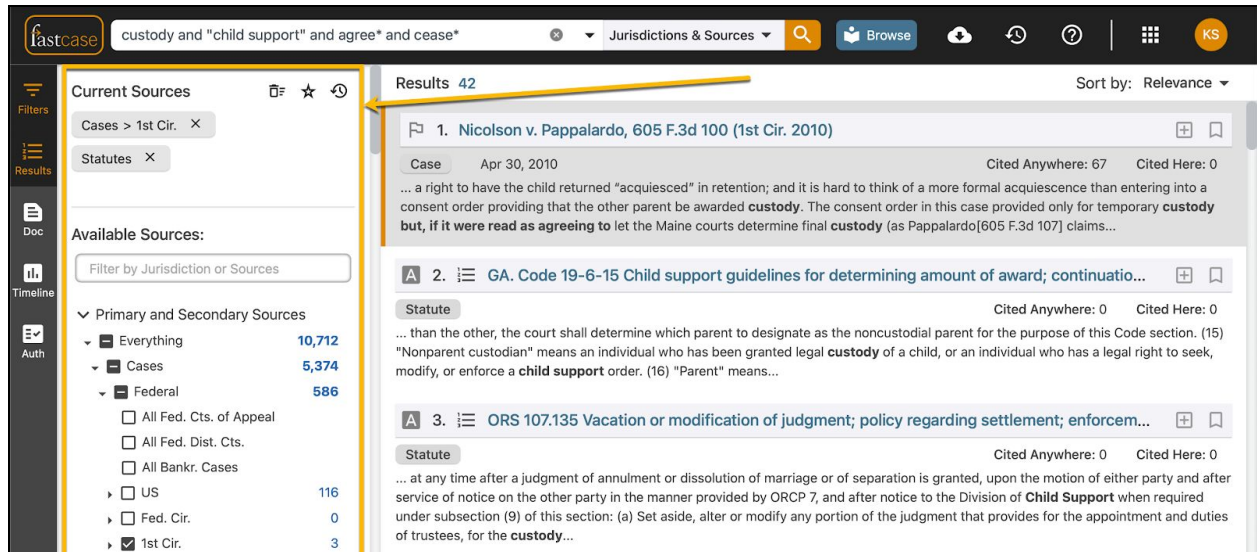 fastcase
custody and "child support" and agree* and cease*
Jurisdictions & Sources
Browse
KS
Filters
Results
Doc
Timeline
Auth
Current Sources
Cases > 1st Cir. ×
Statutes ×
Available Sources:
Filter by Jurisdiction or Sources
Primary and Secondary Sources
Everything 10,712
Cases 5,374
Federal 586
All Fed. Cts. of Appeal
All Fed. Dist. Cts.
All Bankr. Cases
US 116
Fed. Cir. 0
1st Cir. 3
Results 42
Sort by: Relevance
1. Nicolson v. Pappalardo, 605 F.3d 100 (1st Cir. 2010)
Case Apr 30, 2010 Cited Anywhere: 67 Cited Here: 0
... a right to have the child returned “acquiesced” in retention; and it is hard to think of a more formal acquiescence than entering into a
consent order providing that the other parent be awarded custody. The consent order in this case provided only for temporary custody
but, if it were read as agreeing to let the Maine courts determine final custody (as Pappalardo[605 F.3d 107] claims...
A 2. GA. Code 19-6-15 Child support guidelines for determining amount of award; continuatio...
Statute Cited Anywhere: 0 Cited Here: 0
... than the other, the court shall determine which parent to designate as the noncustodial parent for the purpose of this Code section. (15)
"Nonparent custodian" means an individual who has been granted legal custody of a child, or an individual who has a legal right to seek,
modify, or enforce a child support order. (16) "Parent" means...
A 3. ORS 107.135 Vacation or modification of judgment; policy regarding settlement; enforcem...
Statute Cited Anywhere: 0 Cited Here: 0
... at any time after a judgment of annulment or dissolution of marriage or of separation is granted, upon the motion of either party and after
service of notice on the other party in the manner provided by ORCP 7, and after notice to the Division of Child Support when required
under subsection (9) of this section: (a) Set aside, alter or modify any portion of the judgment that provides for the appointment and duties
of trustees, for the custody...